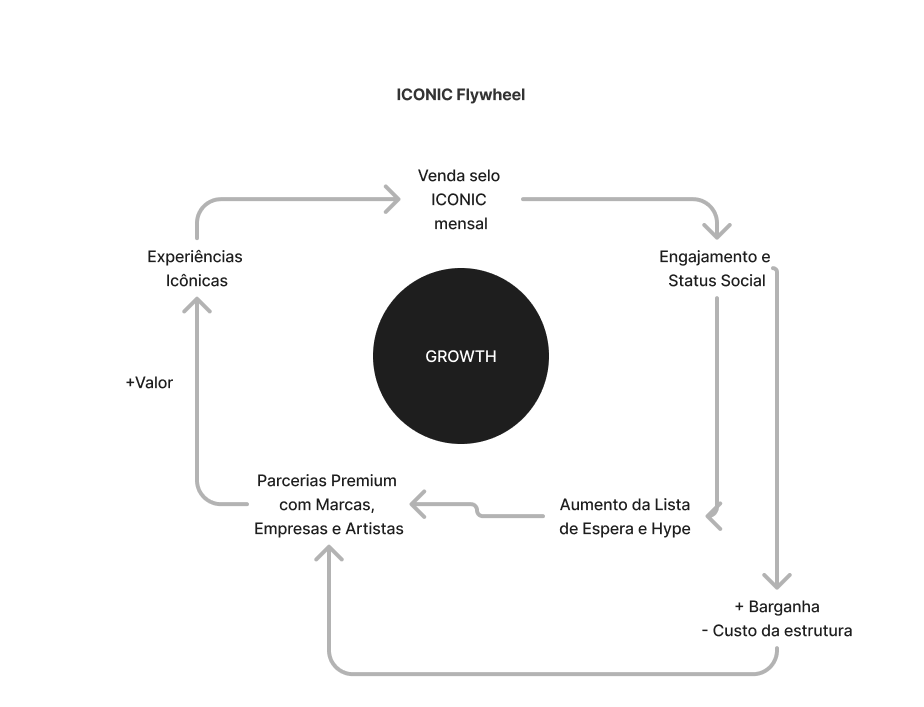 ICONIC Flywheel
Venda selo
ICONIC
mensal
Experiências
Icônicas
Engajamento e
Status Social
GROWTH
+Valor
Parcerias Premium
com Marcas,
Empresas e Artistas
Aumento da Lista
de Espera e Hype
+ Barganha
- Custo da estrutura